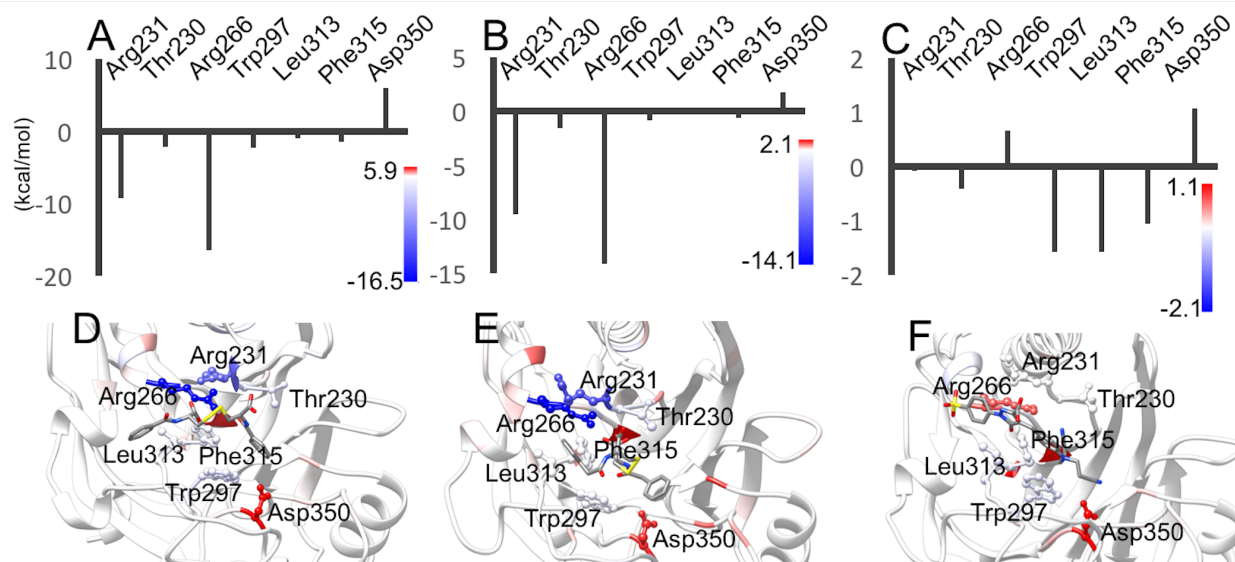 A
Arg231
Thr230
Arg266
Trp297
Leu313
Phe315
Asp350
(kcal/mol)
10
0
-10
-20
5.9
-16.5
B
Arg231
Thr230
Arg266
Trp297
Leu313
Phe315
Asp350
5
0
-5
-10
-15
2.1
-14.1
C
Arg231
Thr230
Arg266
Trp297
Leu313
Phe315
Asp350
2
1
0
-1
-2
1.1
-2.1
D
Arg231
Arg266
Thr230
Leu313
Phe315
Trp297
Asp350
E
Arg231
Arg266
Thr230
Phe315
Leu313
Trp297
Asp350
F
Arg231
Arg266
Thr230
Phe315
Leu313
Trp297
Asp350